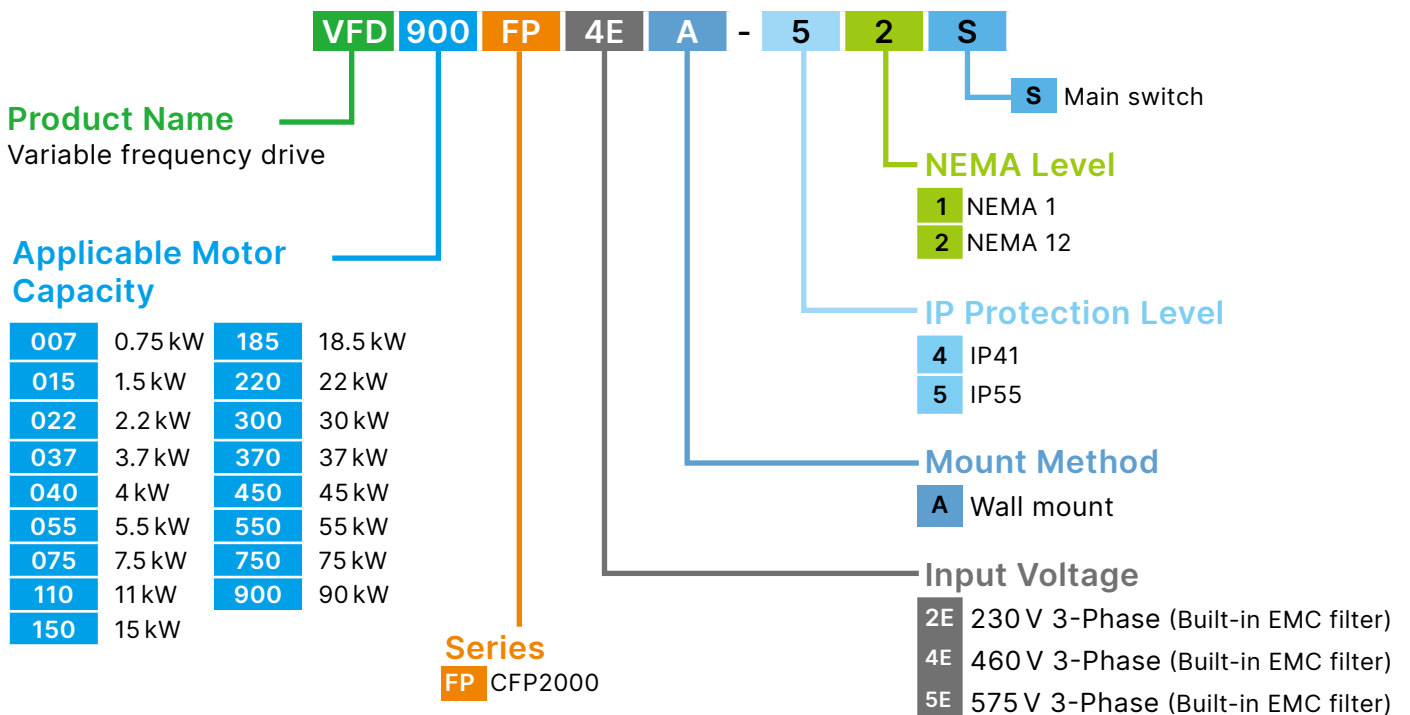 VFD 900 FP 4E A - 5 2 S
S Main switch
Product Name
Variable frequency drive
NEMA Level
1 NEMA 1
2 NEMA 12
Applicable Motor
Capacity
007 0.75 kW 185 18.5 kW
015 1.5 kW 220 22 kW
022 2.2 kW 300 30 kW
037 3.7 kW 370 37 kW
040 4 kW 450 45 kW
055 5.5 kW 550 55 kW
075 7.5 kW 750 75 kW
110 11 kW 900 90 kW
150 15 kW
IP Protection Level
4 IP41
5 IP55
Mount Method
A Wall mount
Input Voltage
2E 230 V 3-Phase (Built-in EMC filter)
4E 460 V 3-Phase (Built-in EMC filter)
5E 575 V 3-Phase (Built-in EMC filter)
Series
FP CFP2000